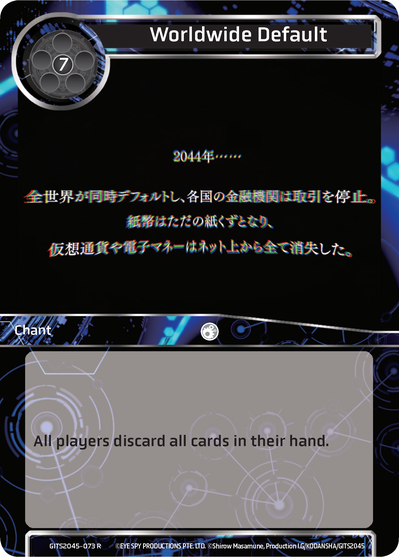 Worldwide Default
7
2044年……
全世界が同時デフォルトし、各国の金融機関は取引を停止。
紙幣はただの紙くずとなり、
仮想通貨や電子マネーはネット上から全て消失した。
Chant
All players discard all cards in their hand.
GITS2045-073 R ©EYE SPY PRODUCTIONS PTE. LTD. ©Shirow Masamune, Production I.G/KODANSHA/GITS2045